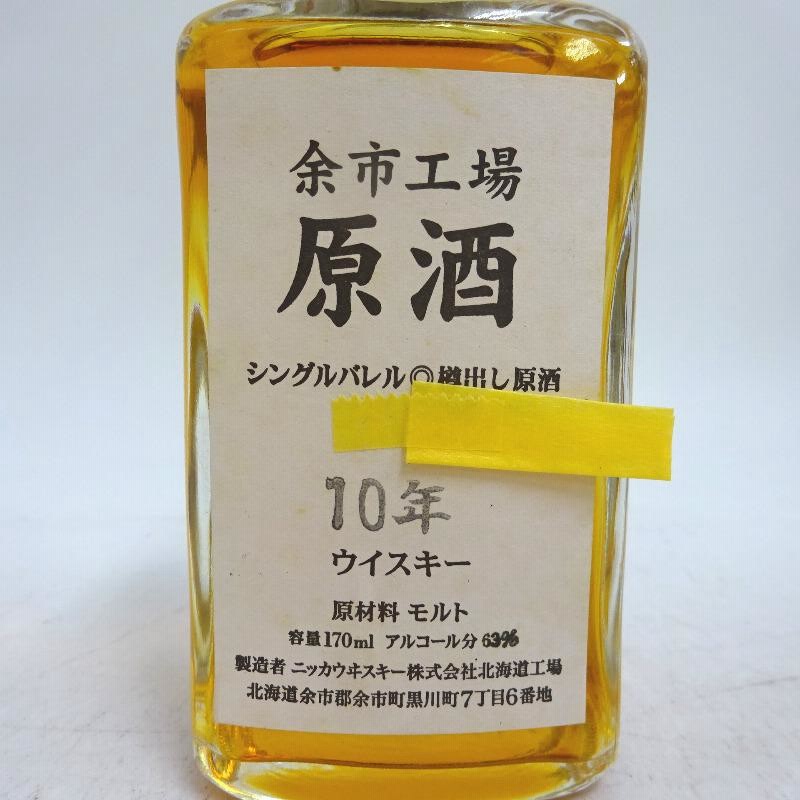 余市工場
原酒
シングルバレル◎樽出し原酒
10年
ウイスキー
原材料 モルト
容量170ml アルコール分63%
製造者 ニッカウヰスキー株式会社北海道工場
北海道余市郡余市町黒川町7丁目6番地